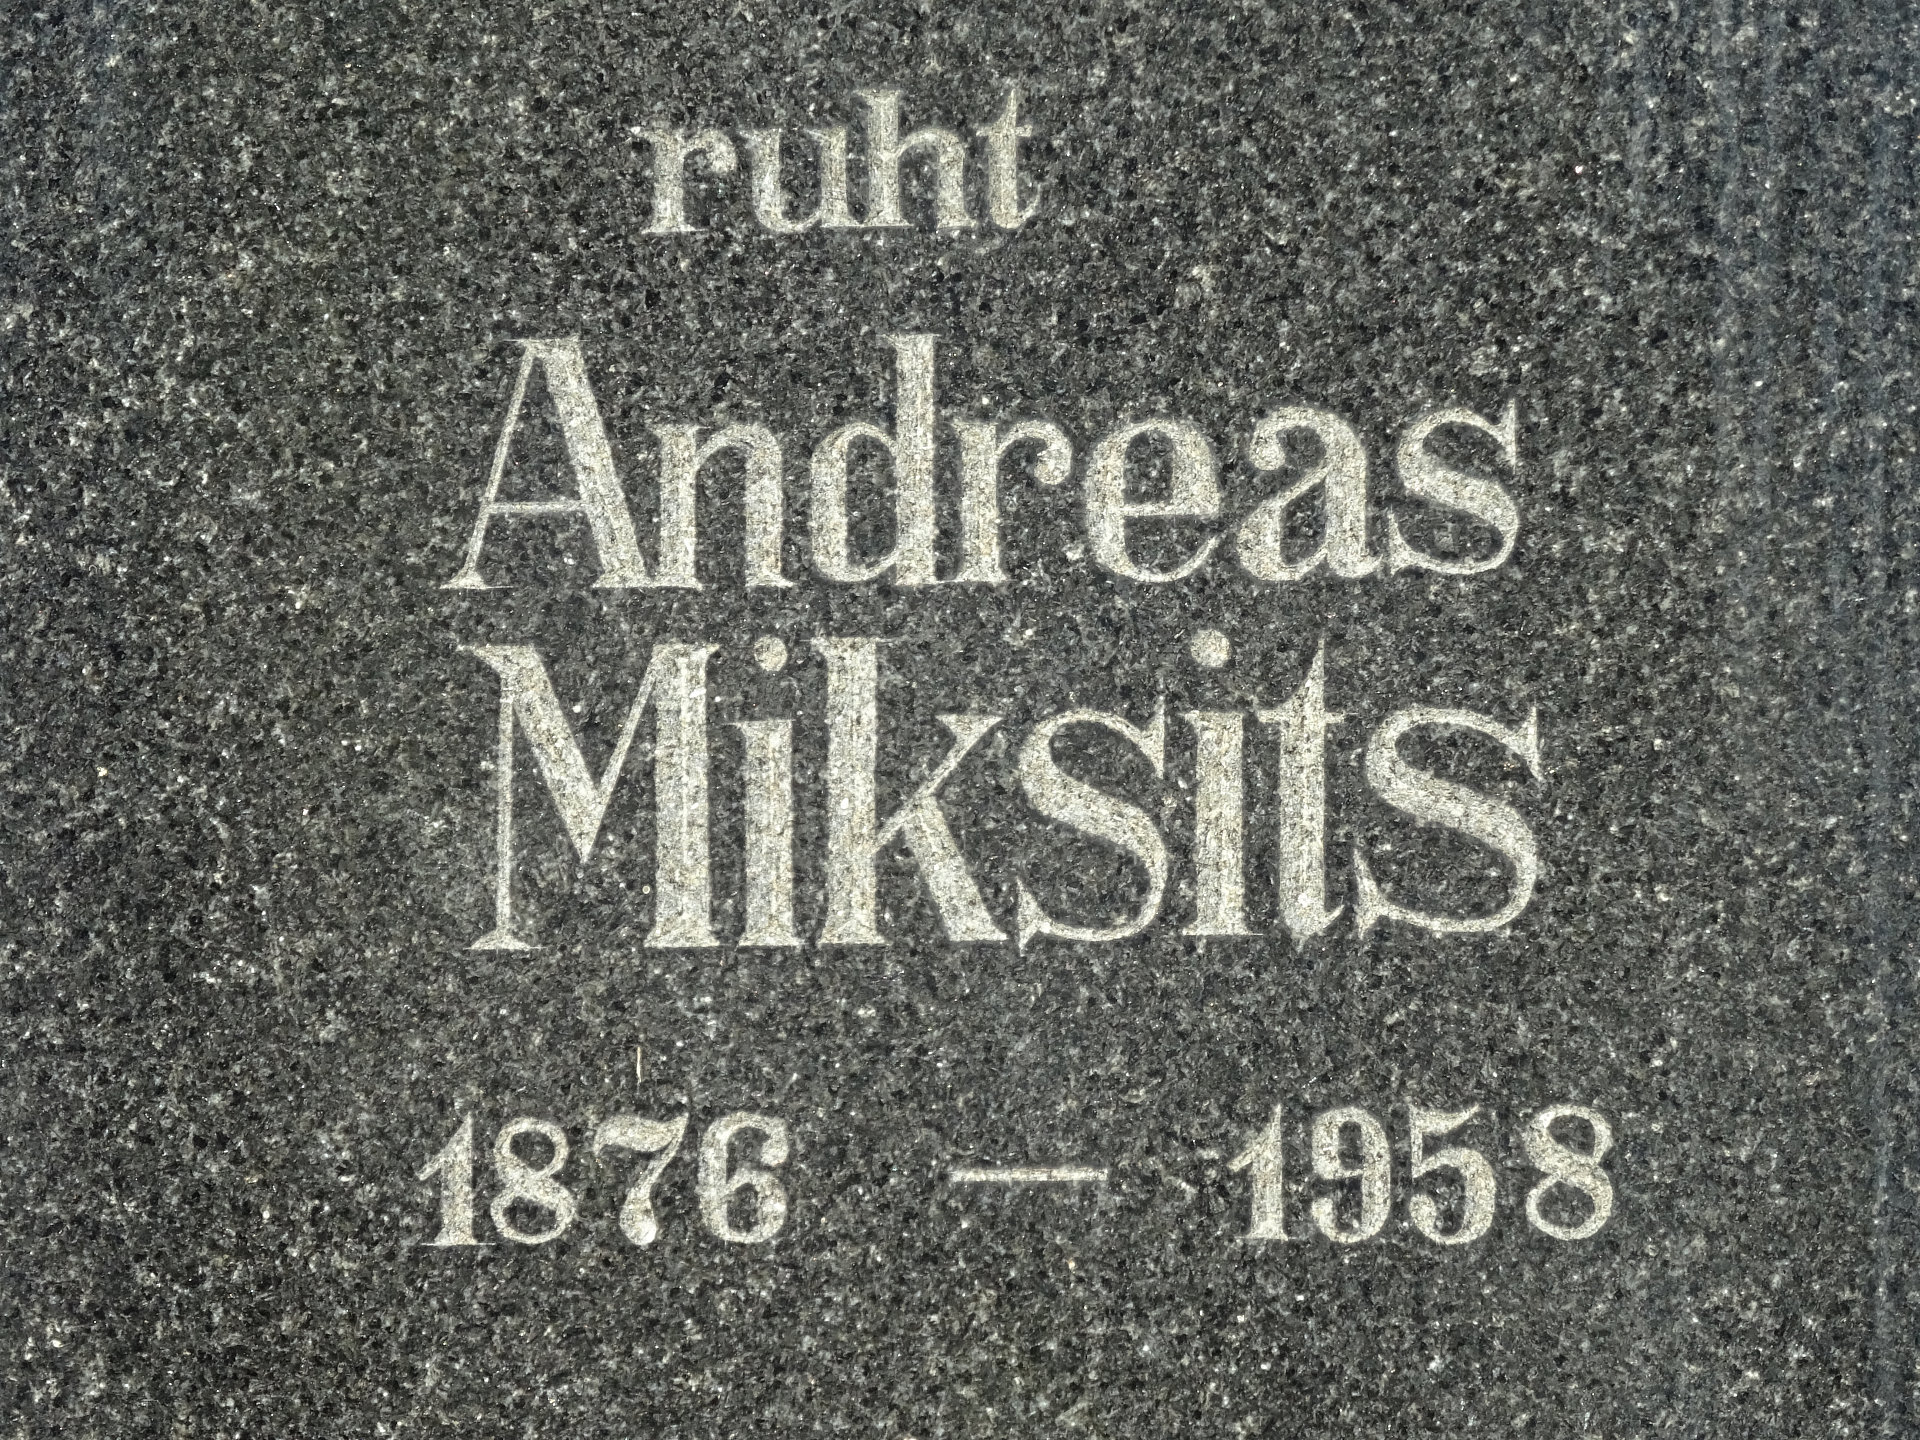 ruht
Andreas
Miksits
1876 — 1958